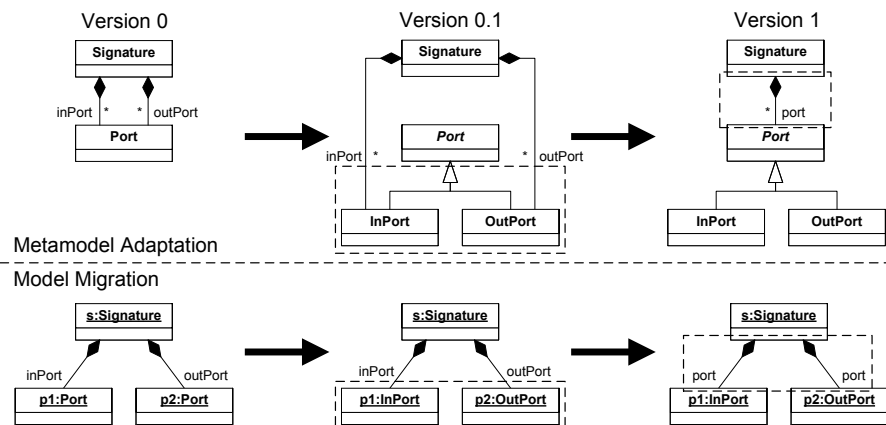 Version 0
Version 0.1
Version 1
Signature
Signature
Signature
inPort * * outPort
* port
Port
Port
Port
inPort * * outPort
InPort
OutPort
InPort
OutPort
Metamodel Adaptation
Model Migration
s:Signature
s:Signature
s:Signature
inPort outPort
inPort outPort
port port
p1:Port
p2:Port
p1:InPort
p2:OutPort
p1:InPort
p2:OutPort